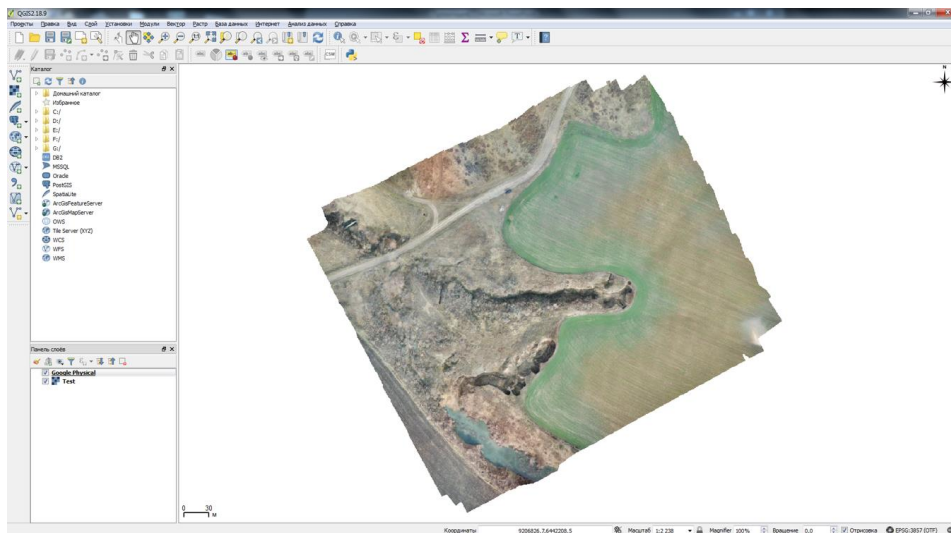 QGIS2.18.9
Проекты Правка Вид Слой Установки Модули Вектор Растр База данных Интернет Анализ данных Справка
CSW
Каталог
Домашний каталог
Избранное
C:/
D:/
E:/
F:/
G:/
DB2
MSSQL
Oracle
PostGIS
SpatiaLite
ArcGisFeatureServer
ArcGisMapServer
OWS
Tile Server (XYZ)
WCS
WFS
WMS
Панель слоёв
Google Physical
Test
N
0 30
м
Координаты 9206826.7,6442208.5 Масштаб 1:2 238 Magnifier 100% Вращение 0,0 Отрисовка EPSG:3857 (OTF)